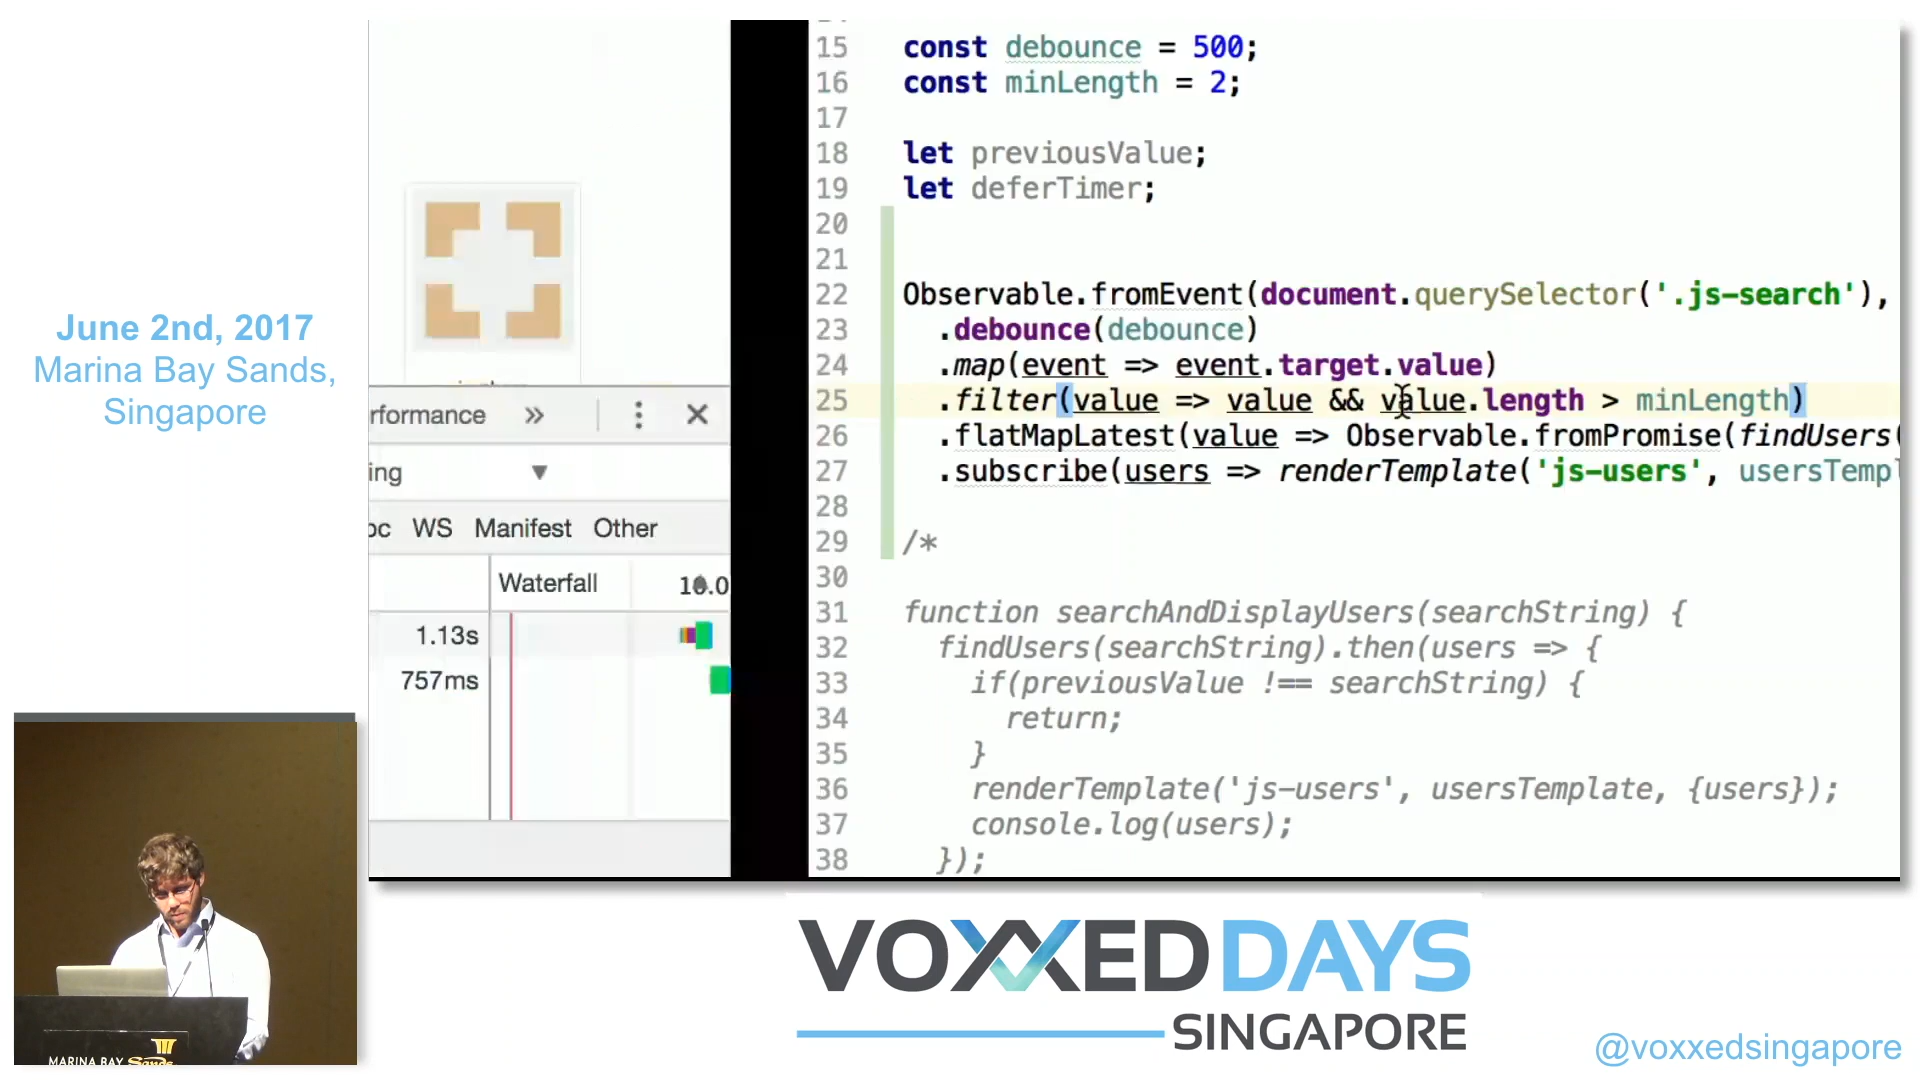 June 2nd, 2017
Marina Bay Sands,
Singapore
rformance
ing
WS Manifest Other
Waterfall
1.13s
757ms
15 const debounce = 500;
16 const minLength = 2;
17
18 let previousValue;
19 let deferTimer;
20
21
22 Observable.fromEvent(document.querySelector('.js-search'),
23 .debounce(debounce)
24 .map(event => event.target.value)
25 .filter(value => value && value.length > minLength)
26 .flatMapLatest(value => Observable.fromPromise(findUsers(
27 .subscribe(users => renderTemplate('js-users', usersTempl
28
29 /*
30
31 function searchAndDisplayUsers(searchString) {
32 findUsers(searchString).then(users => {
33 if(previousValue !== searchString) {
34 return;
35 }
36 renderTemplate('js-users', usersTemplate, {users});
37 console.log(users);
38 });
MARINA BAY Sands
VOXXED DAYS
SINGAPORE
@voxxedsingapore